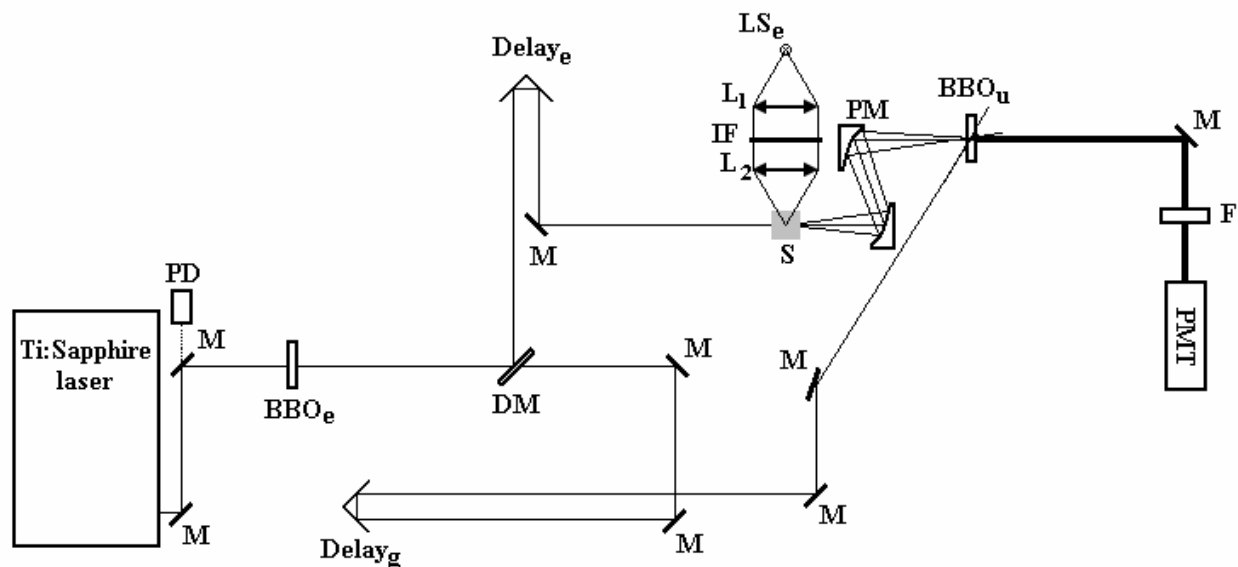 LSe
Delaye
L1
PM
BBOu
M
IF
L2
F
M
S
PD
PMT
M
Ti:Sapphire
laser
M
M
BBOe
DM
M
M
M
Delayg